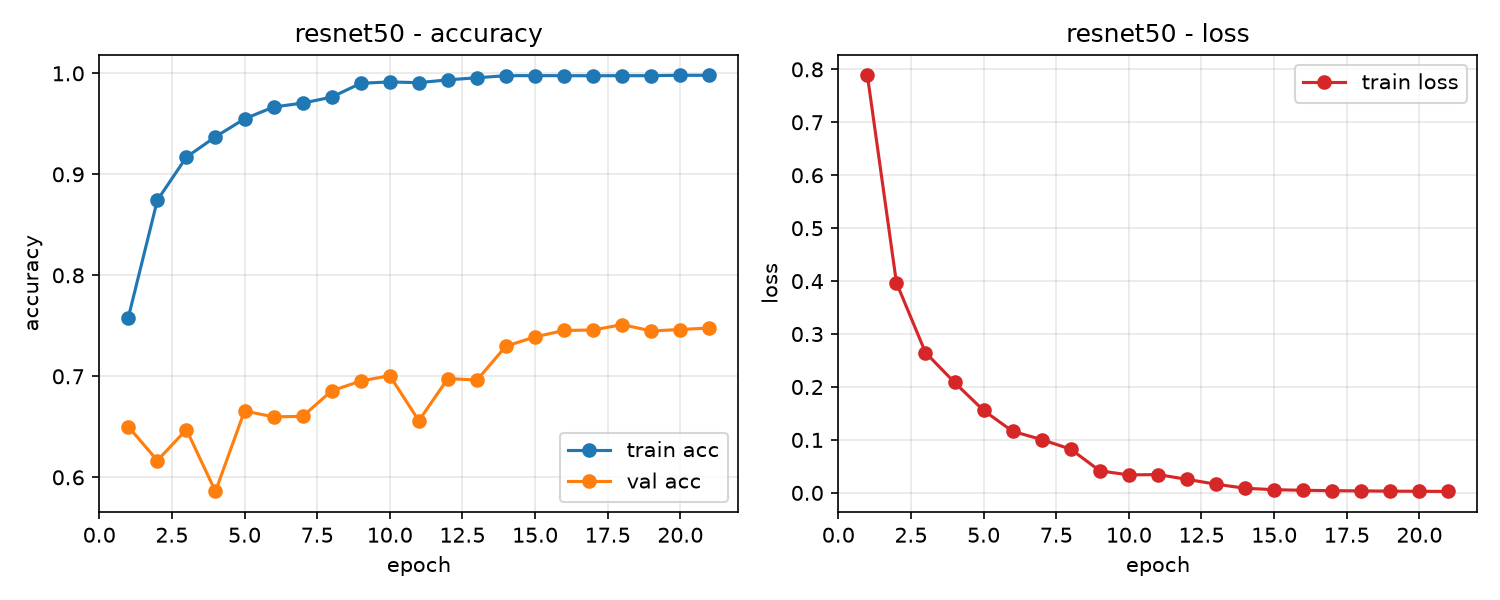 resnet50 - accuracy
accuracy
1.0
0.9
0.8
0.7
0.6
train acc
val acc
0.0 2.5 5.0 7.5 10.0 12.5 15.0 17.5 20.0
epoch
resnet50 - loss
loss
0.8
0.7
0.6
0.5
0.4
0.3
0.2
0.1
0.0
train loss
0.0 2.5 5.0 7.5 10.0 12.5 15.0 17.5 20.0
epoch